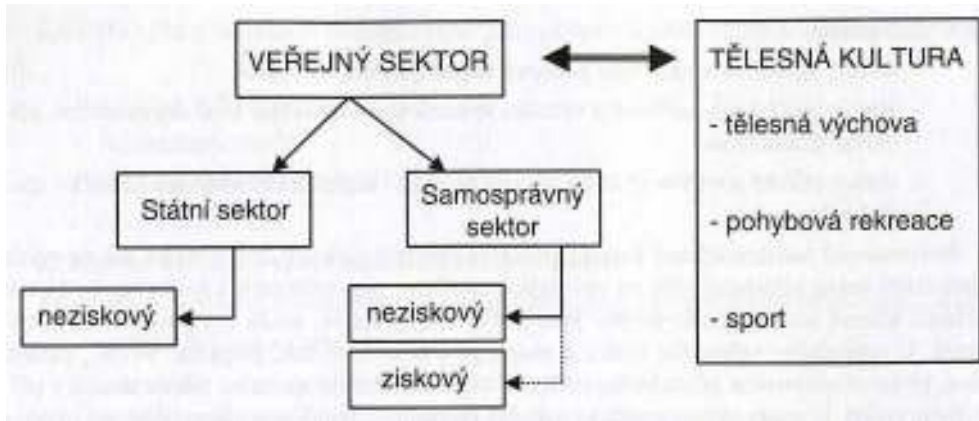 VEŘEJNÝ SEKTOR
TĚLESNÁ KULTURA
- tělesná výchova
- pohybová rekreace
- sport
Státní sektor
Samosprávný
sektor
neziskový
neziskový
ziskový